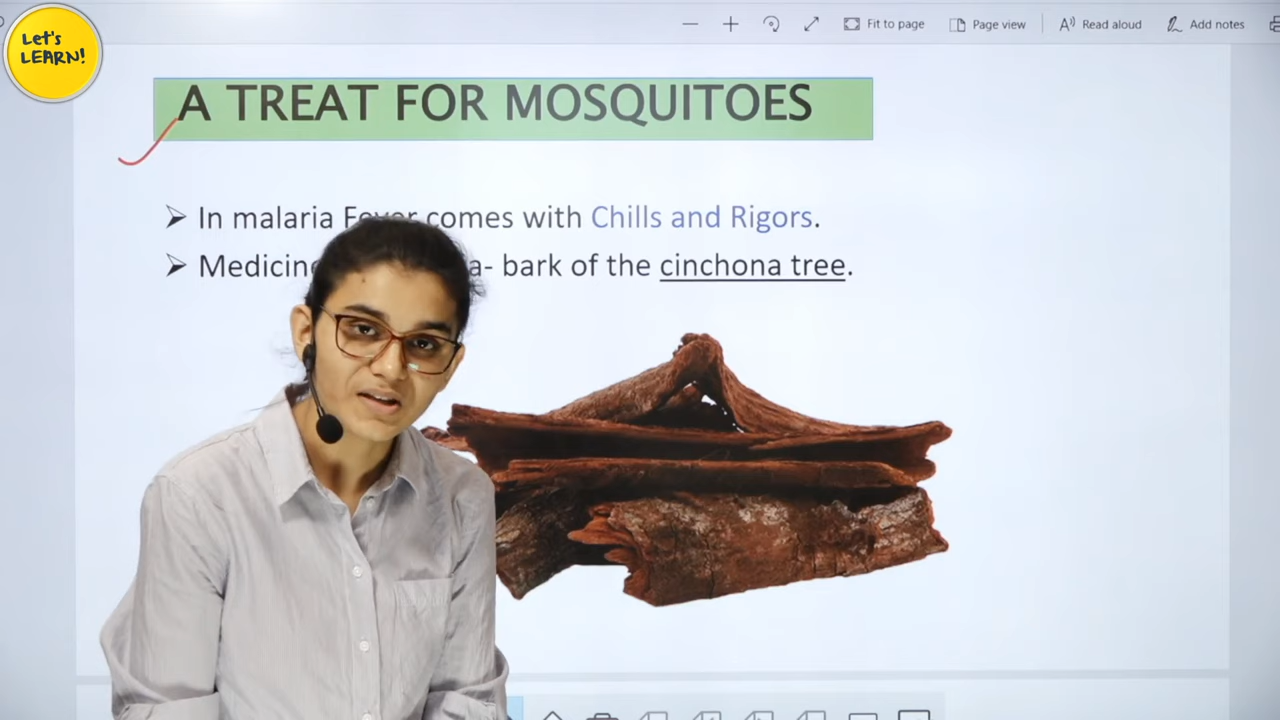 Let's
LEARN!
Fit to page
Page view
Read aloud
Add notes
A TREAT FOR MOSQUITOES
➤ In malaria Fever comes with Chills and Rigors.
➤ Medicin a- bark of the cinchona tree.